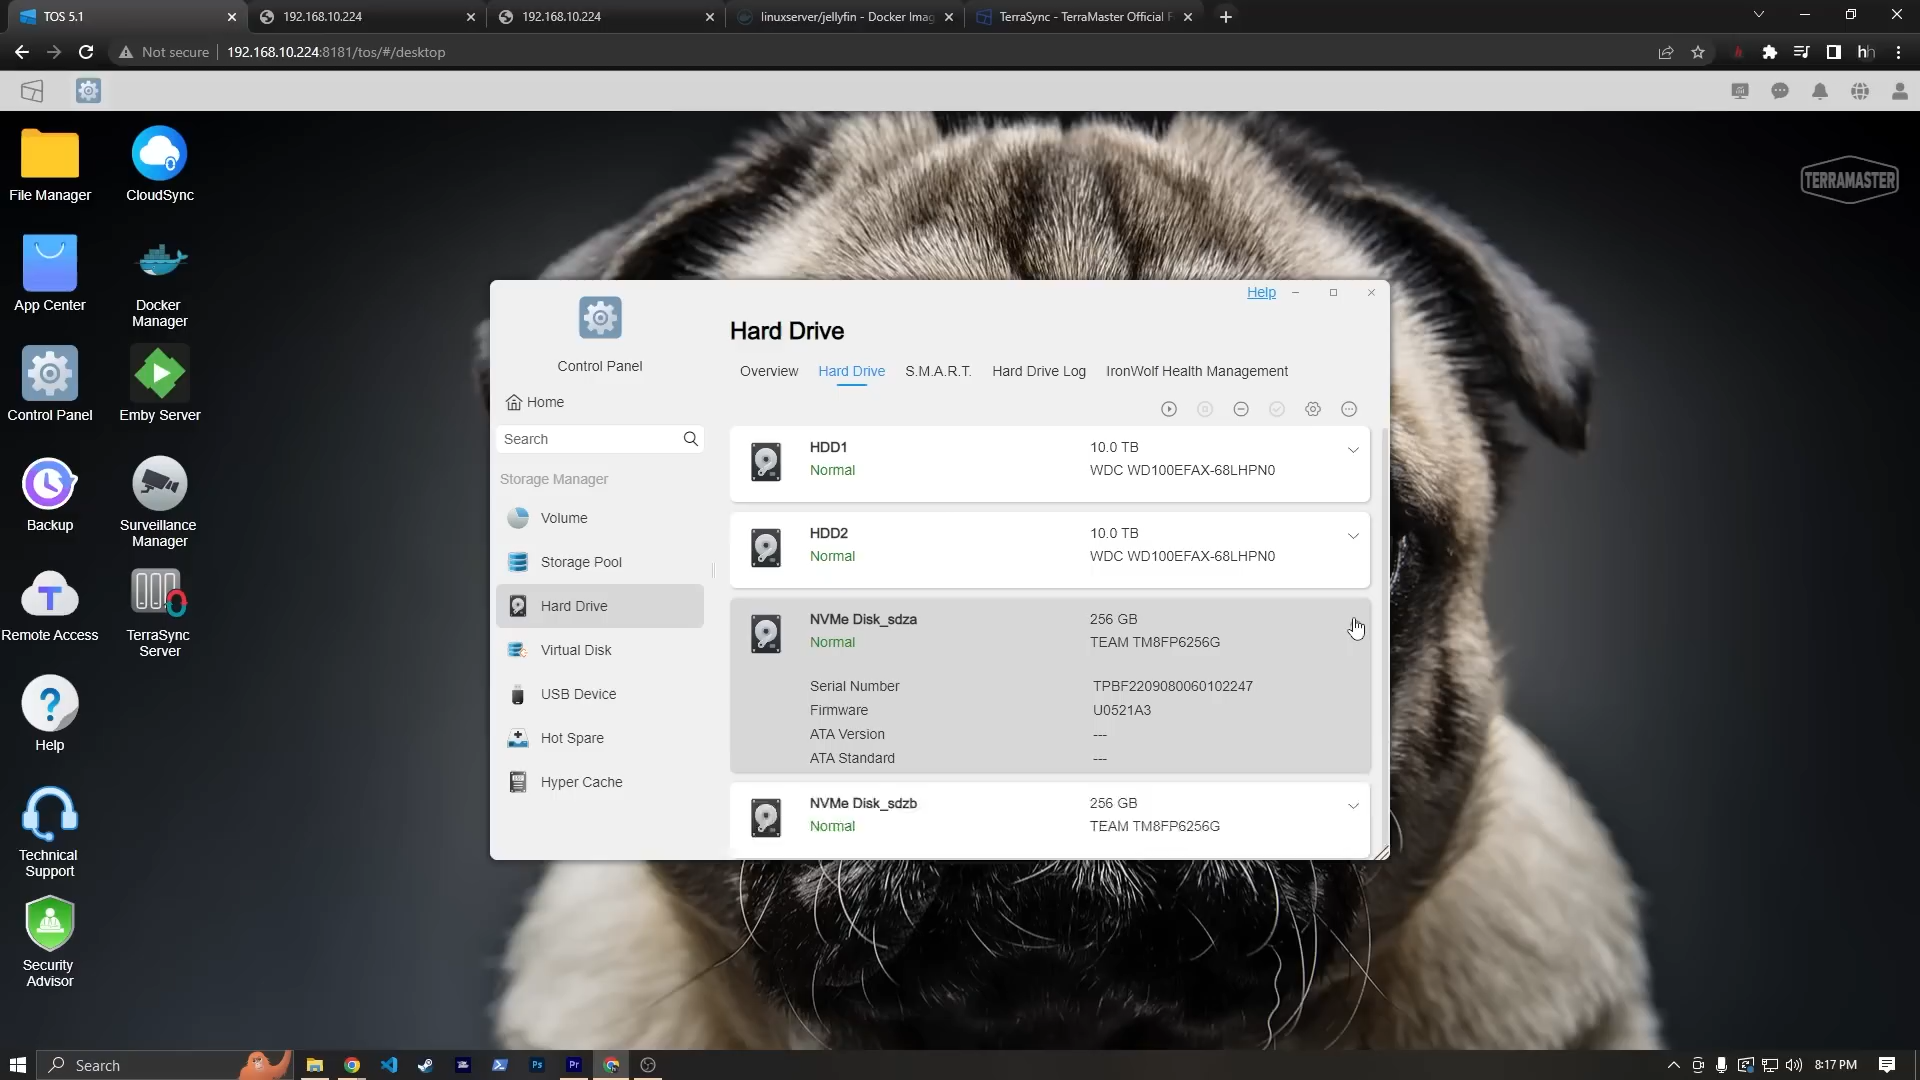 TOS 5.1
192.168.10.224
192.168.10.224
linuxserver/jellyfin - Docker Imag
TerraSync - TerraMaster Official F
Not secure
192.168.10.224:8181/tos/#/desktop
hh
TERRAMASTER
File Manager
CloudSync
App Center
Docker
Manager
Control Panel
Emby Server
Backup
Surveillance
Manager
Remote Access
TerraSync
Server
Help
Technical
Support
Security
Advisor
Help
Control Panel
Home
Search
Storage Manager
Volume
Storage Pool
Hard Drive
Virtual Disk
USB Device
Hot Spare
Hyper Cache
Hard Drive
Overview
Hard Drive
S.M.A.R.T.
Hard Drive Log
IronWolf Health Management
HDD1
10.0 TB
Normal
WDC WD100EFAX-68LHPN0
HDD2
10.0 TB
Normal
WDC WD100EFAX-68LHPN0
NVMe Disk_sdza
256 GB
Normal
TEAM TM8FP6256G
Serial Number
TPBF2209080060102247
Firmware
U0521A3
ATA Version
---
ATA Standard
---
NVMe Disk_sdzb
256 GB
Normal
TEAM TM8FP6256G
Search
Ps
Pr
8:17 PM